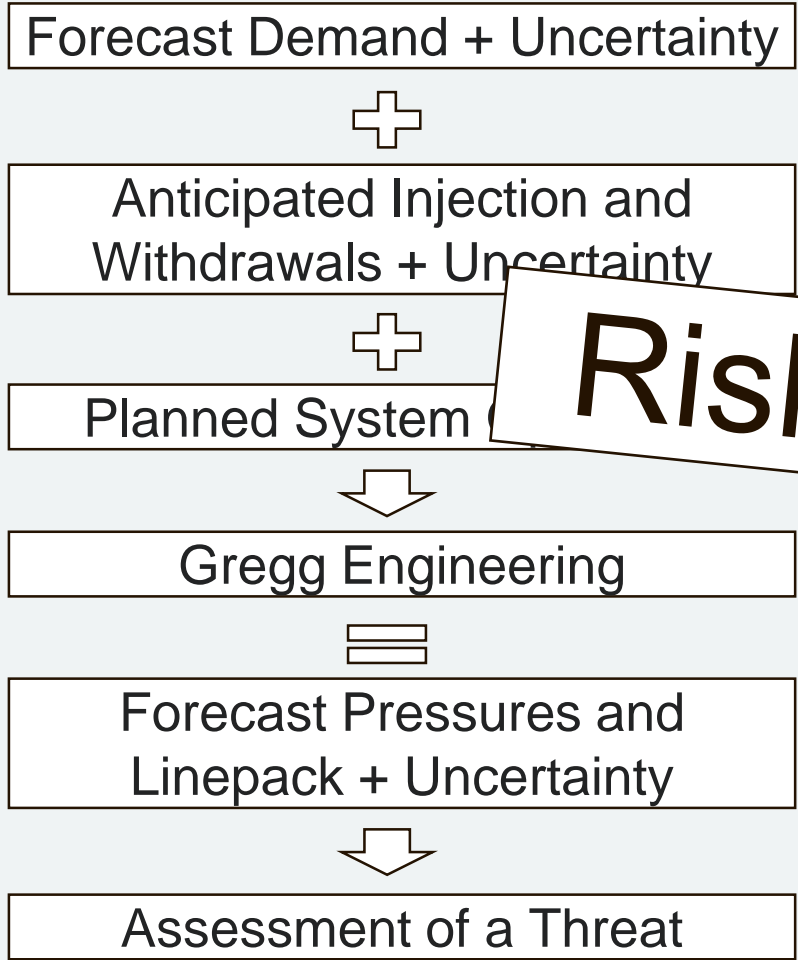 Forecast Demand + Uncertainty
Anticipated Injection and
Withdrawals + Uncertainty
Planned System
Gregg Engineering
Forecast Pressures and
Linepack + Uncertainty
Assessment of a Threat